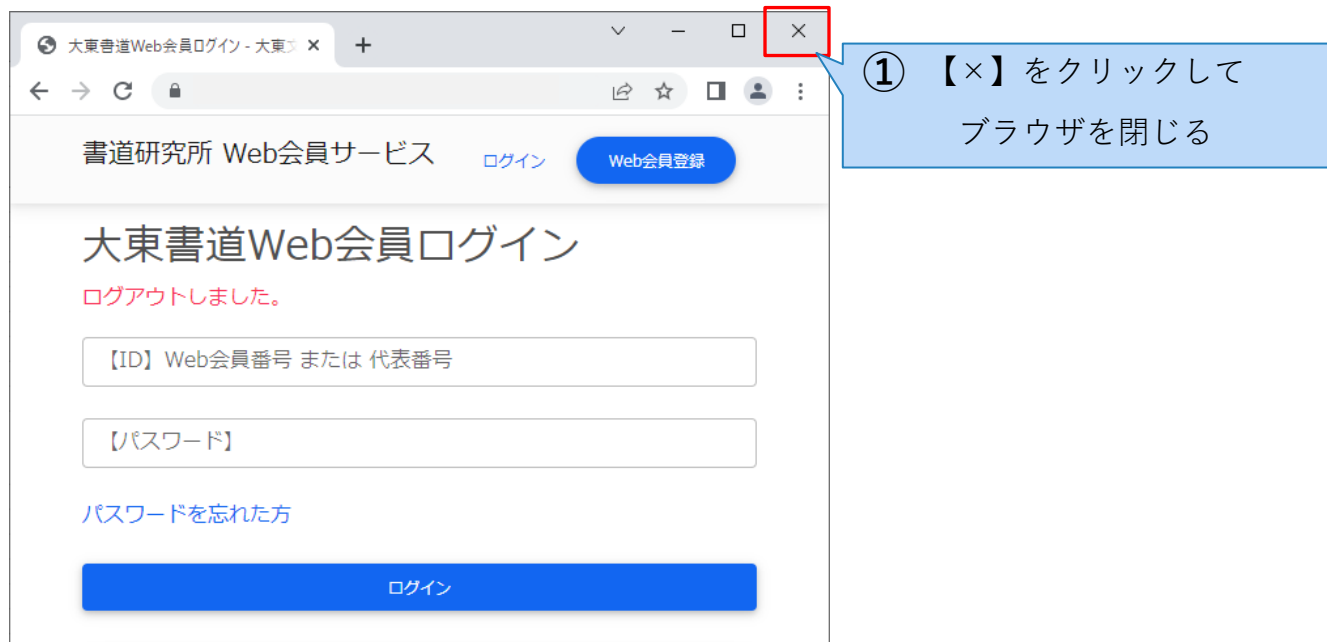 大東書道Web会員ログイン - 大東文
① 【×】をクリックして
ブラウザを閉じる
書道研究所 Web会員サービス
ログイン
Web会員登録
大東書道Web会員ログイン
ログアウトしました。
【ID】Web会員番号 または 代表番号
【パスワード】
パスワードを忘れた方
ログイン